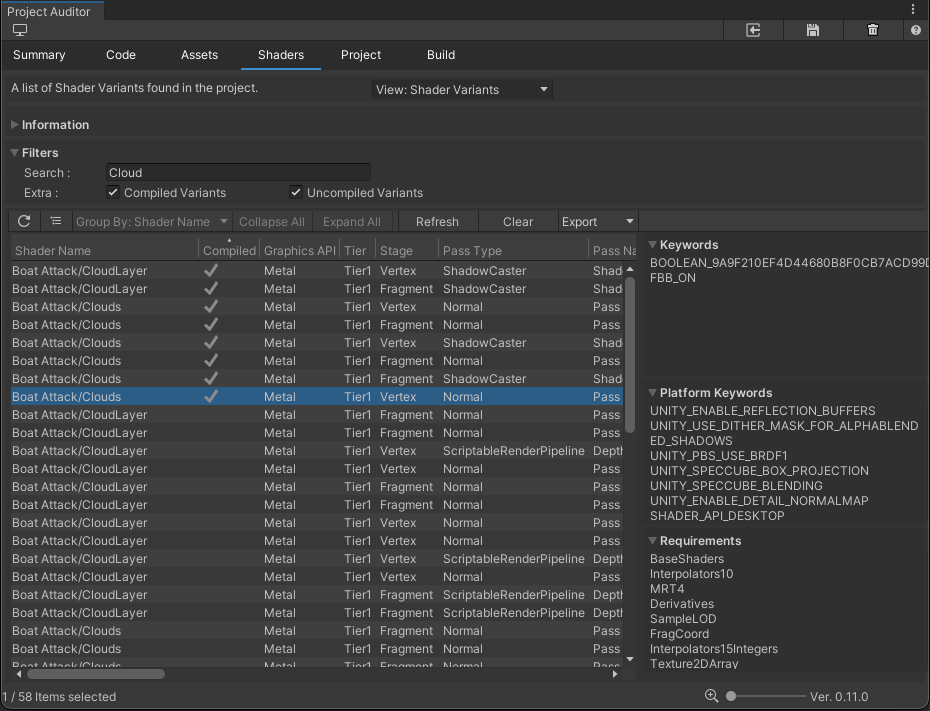 Project Auditor
Summary Code Assets Shaders Project Build
A list of Shader Variants found in the project. View: Shader Variants
Information
Filters
Search : Cloud
Extra : Compiled Variants Uncompiled Variants
Group By: Shader Name Collapse All Expand All Refresh Clear Export
Shader Name Compiled Graphics API Tier Stage Pass Type Pass Na
Boat Attack/CloudLayer Metal Tier1 Vertex ShadowCaster Shad
Boat Attack/CloudLayer Metal Tier1 Fragment ShadowCaster Shad
Boat Attack/Clouds Metal Tier1 Vertex Normal Pass
Boat Attack/Clouds Metal Tier1 Fragment Normal Pass
Boat Attack/Clouds Metal Tier1 Vertex ShadowCaster Shad
Boat Attack/Clouds Metal Tier1 Fragment Normal Pass
Boat Attack/Clouds Metal Tier1 Fragment ShadowCaster Shad
Boat Attack/Clouds Metal Tier1 Vertex Normal Pass
Boat Attack/CloudLayer Metal Tier1 Fragment Normal Pass
Boat Attack/CloudLayer Metal Tier1 Fragment Normal Pass
Boat Attack/CloudLayer Metal Tier1 Vertex ScriptableRenderPipeline Depth
Boat Attack/CloudLayer Metal Tier1 Vertex Normal Pass
Boat Attack/CloudLayer Metal Tier1 Fragment Normal Pass
Boat Attack/CloudLayer Metal Tier1 Fragment Normal Pass
Boat Attack/CloudLayer Metal Tier1 Vertex Normal Pass
Boat Attack/CloudLayer Metal Tier1 Vertex Normal Pass
Boat Attack/CloudLayer Metal Tier1 Vertex ScriptableRenderPipeline Depth
Boat Attack/CloudLayer Metal Tier1 Vertex Normal Pass
Boat Attack/CloudLayer Metal Tier1 Fragment ScriptableRenderPipeline Depth
Boat Attack/CloudLayer Metal Tier1 Fragment ScriptableRenderPipeline Depth
Boat Attack/Clouds Metal Tier1 Fragment Normal Pass
Boat Attack/Clouds Metal Tier1 Fragment Normal Pass
Boat Attack/Clouds Metal Tier1 Fragment Normal Pass
Keywords
BOOLEAN_9A9F210EF4D44680B8F0CB7ACD99D
FBB_ON
Platform Keywords
UNITY_ENABLE_REFLECTION_BUFFERS
UNITY_USE_DITHER_MASK_FOR_ALPHABLEND
ED_SHADOWS
UNITY_PBS_USE_BRDF1
UNITY_SPECCUBE_BOX_PROJECTION
UNITY_SPECCUBE_BLENDING
UNITY_ENABLE_DETAIL_NORMALMAP
SHADER_API_DESKTOP
Requirements
BaseShaders
Interpolators10
MRT4
Derivatives
SampleLOD
FragCoord
Interpolators15Integers
Texture2DArray
1 / 58 Items selected Ver. 0.11.0